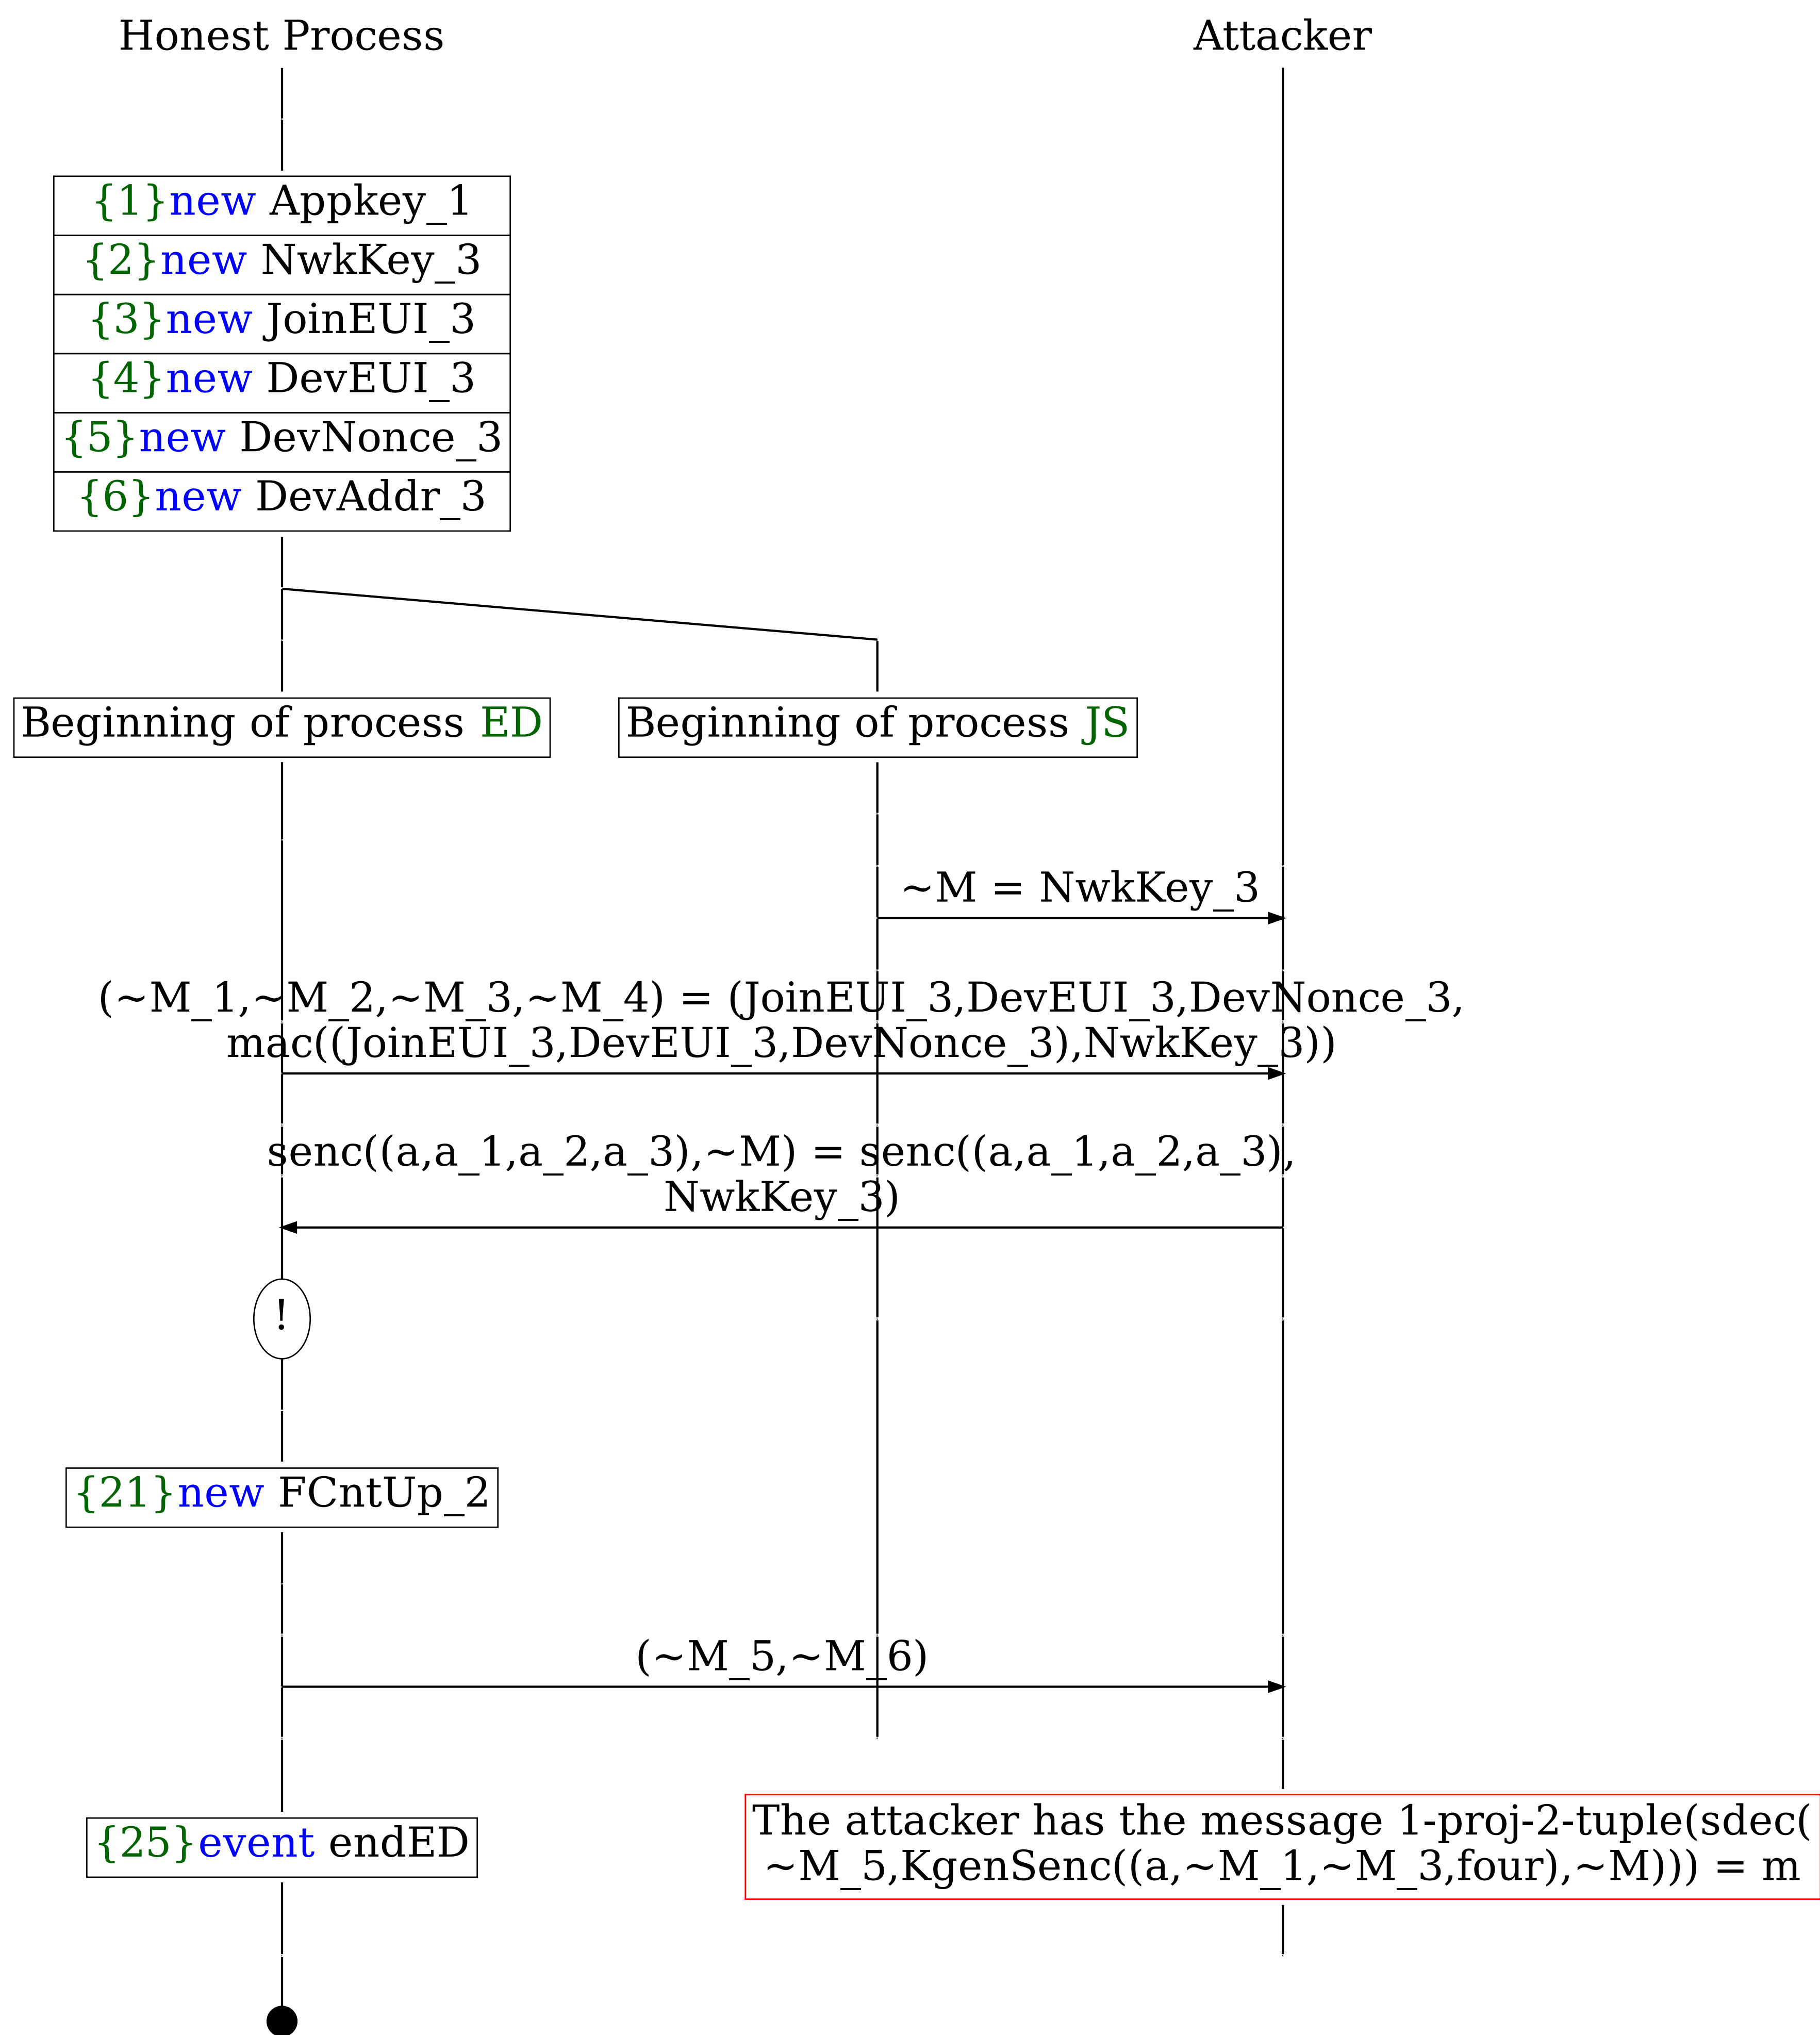 Honest Process
Attacker
{1}new Appkey_1
{2}new NwkKey_3
{3}new JoinEUI_3
{4}new DevEUI_3
{5}new DevNonce_3
{6}new DevAddr_3
Beginning of process ED
Beginning of process JS
~M = NwkKey_3
(~M_1,~M_2,~M_3,~M_4) = (JoinEUI_3,DevEUI_3,DevNonce_3,
mac((JoinEUI_3,DevEUI_3,DevNonce_3),NwkKey_3))
senc((a,a_1,a_2,a_3),~M) = senc((a,a_1,a_2,a_3),
NwkKey_3)
!
{21}new FCntUp_2
(~M_5,~M_6)
{25}event endED
The attacker has the message 1-proj-2-tuple(sdec(
~M_5,KgenSenc((a,~M_1,~M_3,four),~M))) = m